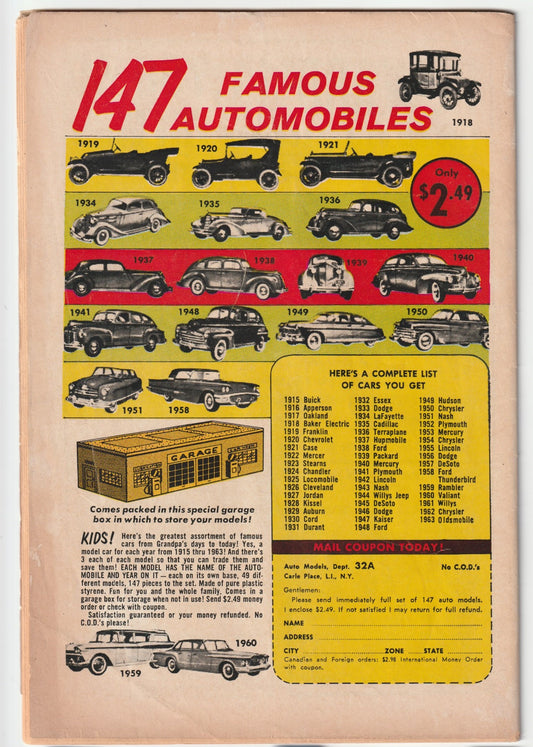 147 FAMOUS
AUTOMOBILES
1918
1919
1920
1921
Only
$2.49
1934
1935
1936
1937
1938
1939
1940
1941
1948
1949
1950
1951
1958
HERE'S A COMPLETE LIST
OF CARS YOU GET
1915 Buick
1916 Apperson
1917 Oakland
1918 Baker Electric
1919 Franklin
1920 Chevrolet
1921 Case
1922 Mercer
1923 Stearns
1924 Chandler
1925 Locomobile
1926 Cleveland
1927 Jordan
1928 Kissel
1929 Auburn
1930 Cord
1931 Durant
1932 Essex
1933 Dodge
1934 LaFayette
1935 Cadillac
1936 Terraplane
1937 Hupmobile
1938 Ford
1939 Packard
1940 Mercury
1941 Plymouth
1942 Lincoln
1943 Nash
1944 Willys Jeep
1945 DeSoto
1946 Dodge
1947 Kaiser
1948 Ford
1949 Hudson
1950 Chrysler
1951 Nash
1952 Plymouth
1953 Mercury
1954 Chrysler
1955 Lincoln
1956 Dodge
1957 DeSoto
1958 Ford
Thunderbird
1959 Rambler
1960 Valiant
1961 Willys
1962 Chrysler
1963 Oldsmobile
GARAGE
Comes packed in this special garage
box in which to store your models!
KIDS! Here's the greatest assortment of famous
cars from Grandpa's days to today! Yes, a
model car for each year from 1915 thru 1963! And there's
3 of each model so that you can trade them and
save them! EACH MODEL HAS THE NAME OF THE AUTO-
MOBILE AND YEAR ON IT — each on its own base, 49 dif-
ferent models, 147 pieces to the set. Made of pure plastic
styrene. Fun for you and the whole family. Comes in a
garage box for storage when not in use! Send $2.49 money
order or check with coupon.
Satisfaction guaranteed or your money refunded. No
C.O.D.'s please!
1959
1960
MAIL COUPON TODAY!
Auto Models, Dept. 32A No C.O.D.'s
Carle Place, L.I., N.Y.
Gentlemen:
Please send immediately full set of 147 auto models.
I enclose $2.49. If not satisfied I may return for full refund.
NAME
ADDRESS
CITY ZONE STATE
Canadian and Foreign orders: $2.98 International Money Order
with coupon.